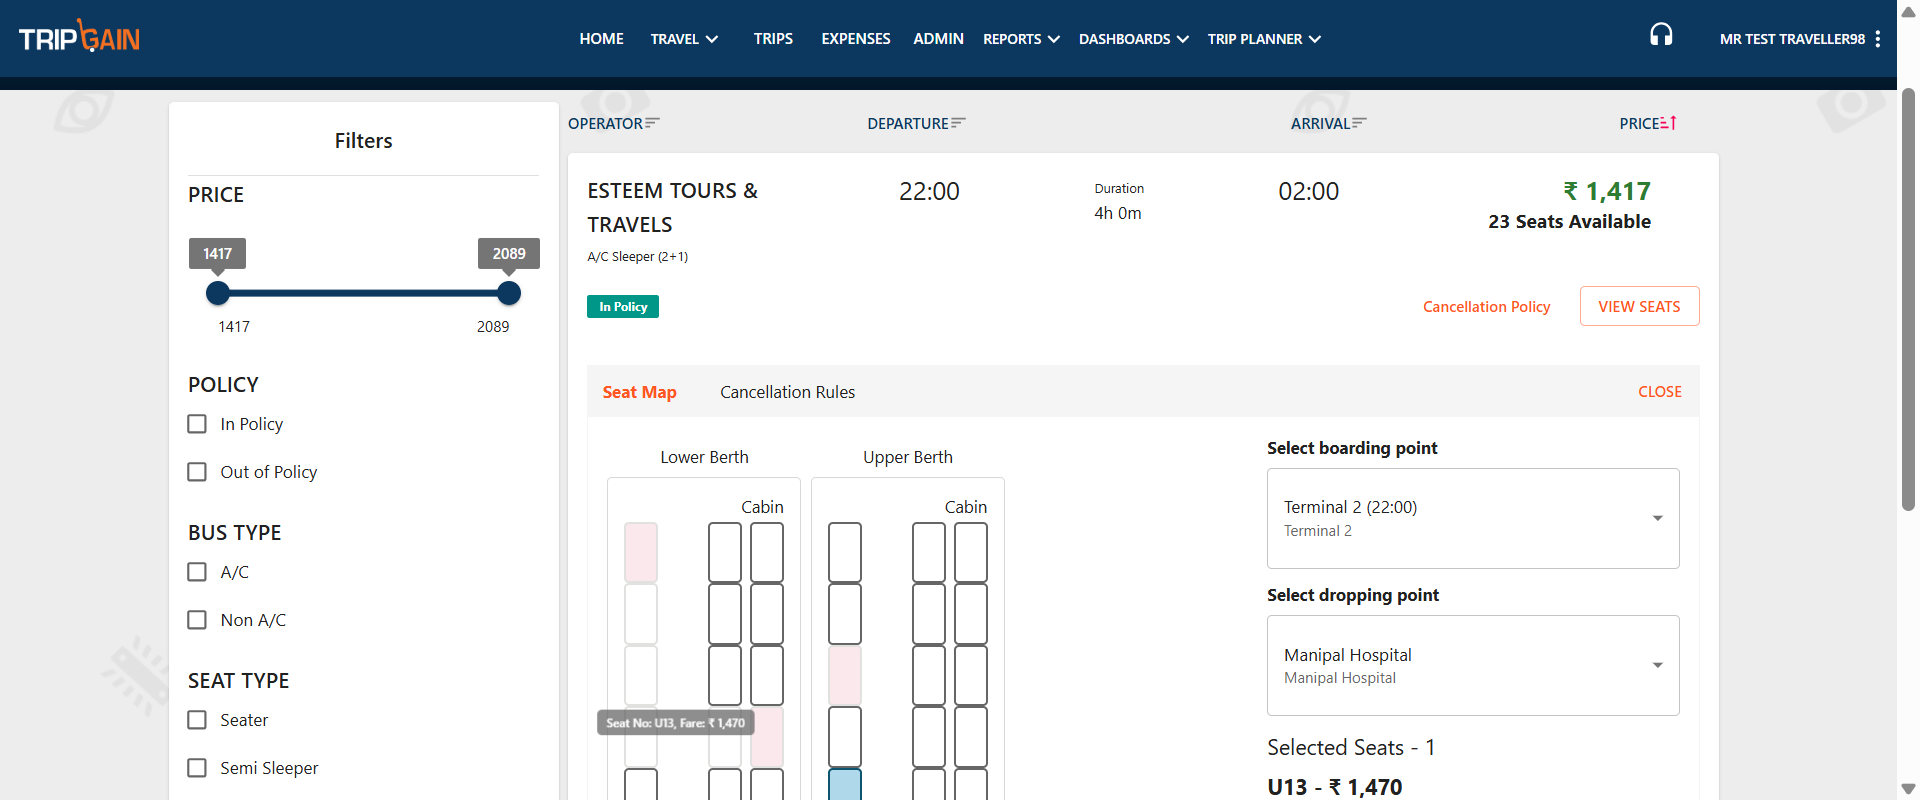 TRIPGAIN
HOME TRAVEL TRIPS EXPENSES ADMIN REPORTS DASHBOARDS TRIP PLANNER
MR TEST TRAVELLER98
Filters
PRICE
1417 2089
1417 2089
POLICY
In Policy
Out of Policy
BUS TYPE
A/C
Non A/C
SEAT TYPE
Seater
Semi Sleeper
OPERATOR DEPARTURE ARRIVAL PRICE
ESTEEM TOURS &
TRAVELS
A/C Sleeper (2+1)
22:00
Duration
4h 0m
02:00
₹ 1,417
23 Seats Available
In Policy
Cancellation Policy
VIEW SEATS
Seat Map Cancellation Rules CLOSE
Lower Berth Upper Berth
Cabin Cabin
Seat No: U13, Fare: ₹ 1,470
Select boarding point
Terminal 2 (22:00)
Terminal 2
Select dropping point
Manipal Hospital
Manipal Hospital
Selected Seats - 1
U13 - ₹ 1,470